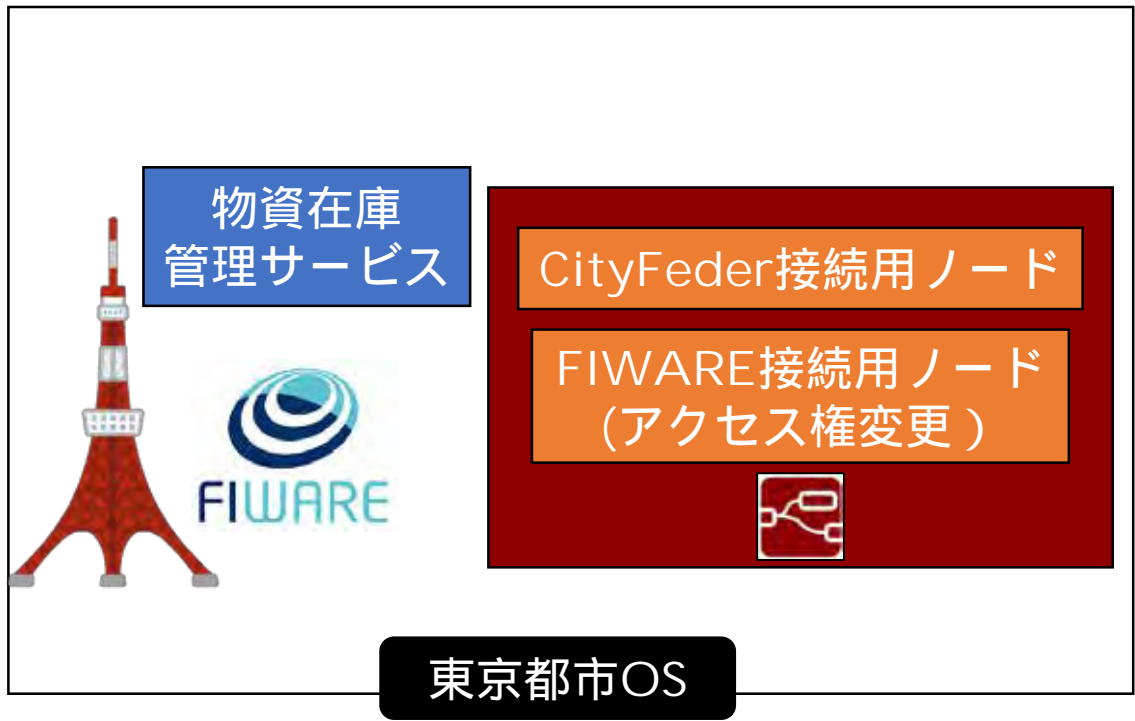 物資在庫
管理サービス
CityFeder接続用ノード
FIWARE接続用ノード
(アクセス権変更)
FIWARE
東京都市OS